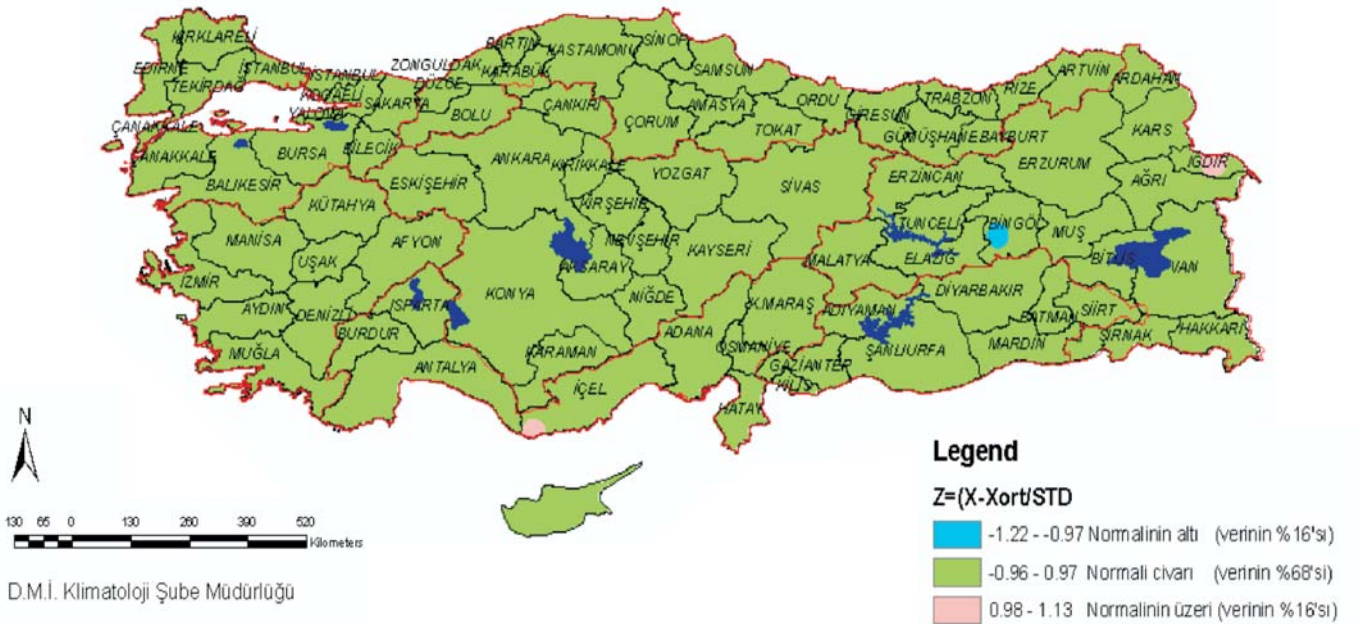 KIRKLARELİ
EDİRNE
TEKİRDAĞ
İSTANBUL
İSTANBUL
KOCAELİ
YALOVA
SAKARYA
ZONGULDAK
DÜZCE
BARTIN
KARABÜK
KASTAMONU
SİNOP
SAMSUN
BOLU
ÇANKIRI
ÇORUM
AMASYA
TOKAT
ORDU
GİRESUN
TRABZON
RİZE
ARTVİN
ARDAHAN
GÜMÜŞHANE
BAYBURT
KARS
IĞDIR
ÇANAKKALE
ÇANAKKALE
BALIKESİR
BURSA
BİLECİK
ESKİŞEHİR
ANKARA
KIRIKKALE
YOZGAT
SİVAS
ERZİNCAN
ERZURUM
AĞRI
KÜTAHYA
MANİSA
UŞAK
AFYON
KIRŞEHİR
NEVŞEHİR
KAYSERİ
AKSARAY
NİĞDE
KONYA
MALATYA
TUNCELİ
ELAZIĞ
BİNGÖL
MUŞ
BİTLİS
VAN
İZMİR
AYDIN
DENİZLİ
BURDUR
ISPARTA
MUĞLA
ANTALYA
KARAMAN
İÇEL
ADANA
K.MARAŞ
OSMANİYE
HATAY
GAZİANTEP
KİLİS
ADIYAMAN
ŞANLIURFA
DİYARBAKIR
BATMAN
MARDİN
SİİRT
ŞIRNAK
HAKKARİ
N
130 65 0 130 260 390 520
Kilometers
D.M.İ. Klimatoloji Şube Müdürlüğü
Legend
Z=(X-Xort/STD
-1.22 - -0.97 Normalinin altı (verinin %16'sı)
-0.96 - 0.97 Normali civarı (verinin %68'si)
0.98 - 1.13 Normalinin üzeri (verinin %16'sı)